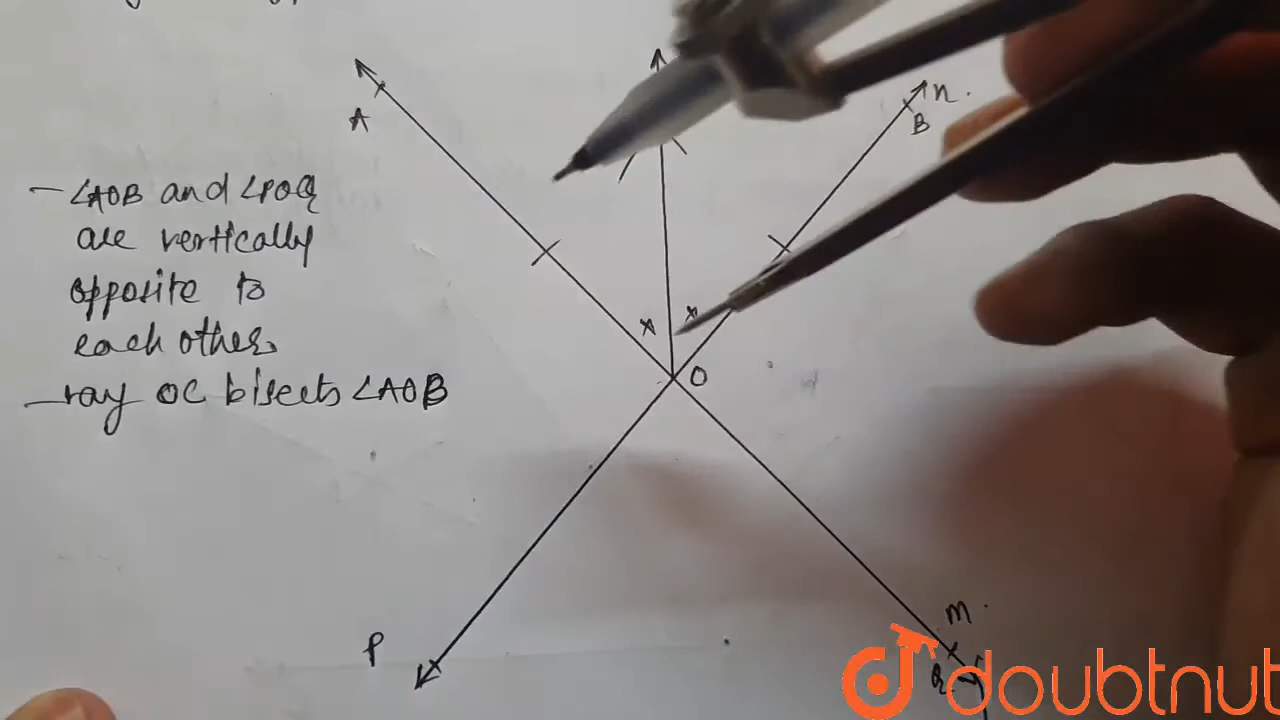 A
n.
B
- ∠AOB and ∠POQ
are vertically
opposite to
each other.
- ray OC bisects ∠AOB
× ×
O
P
m.
Q
doubtnut